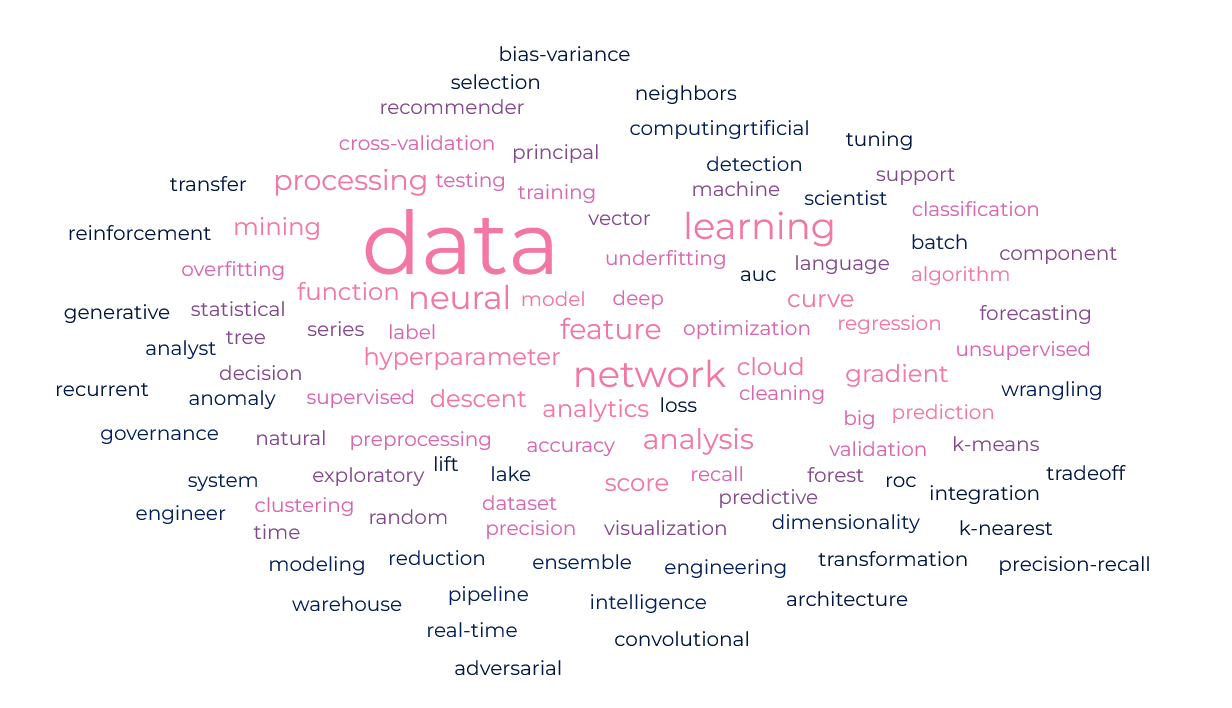 bias-variance
selection
neighbors
recommender
computingrtificial
tuning
cross-validation
principal
detection
support
transfer
processing
testing
training
machine
scientist
classification
vector
learning
mining
reinforcement
data
batch
component
underfitting
language
overfitting
auc
algorithm
function
neural
model
deep
curve
generative
statistical
forecasting
series
label
feature
optimization
regression
tree
analyst
hyperparameter
unsupervised
decision
network
cloud
gradient
recurrent
anomaly
supervised
descent
cleaning
wrangling
analytics
loss
big
prediction
governance
natural
preprocessing
accuracy
analysis
validation
k-means
lift
system
exploratory
lake
score
recall
forest
roc
tradeoff
predictive
integration
engineer
clustering
dataset
time
random
precision
visualization
dimensionality
k-nearest
modeling
reduction
ensemble
engineering
transformation
precision-recall
warehouse
pipeline
intelligence
architecture
real-time
convolutional
adversarial